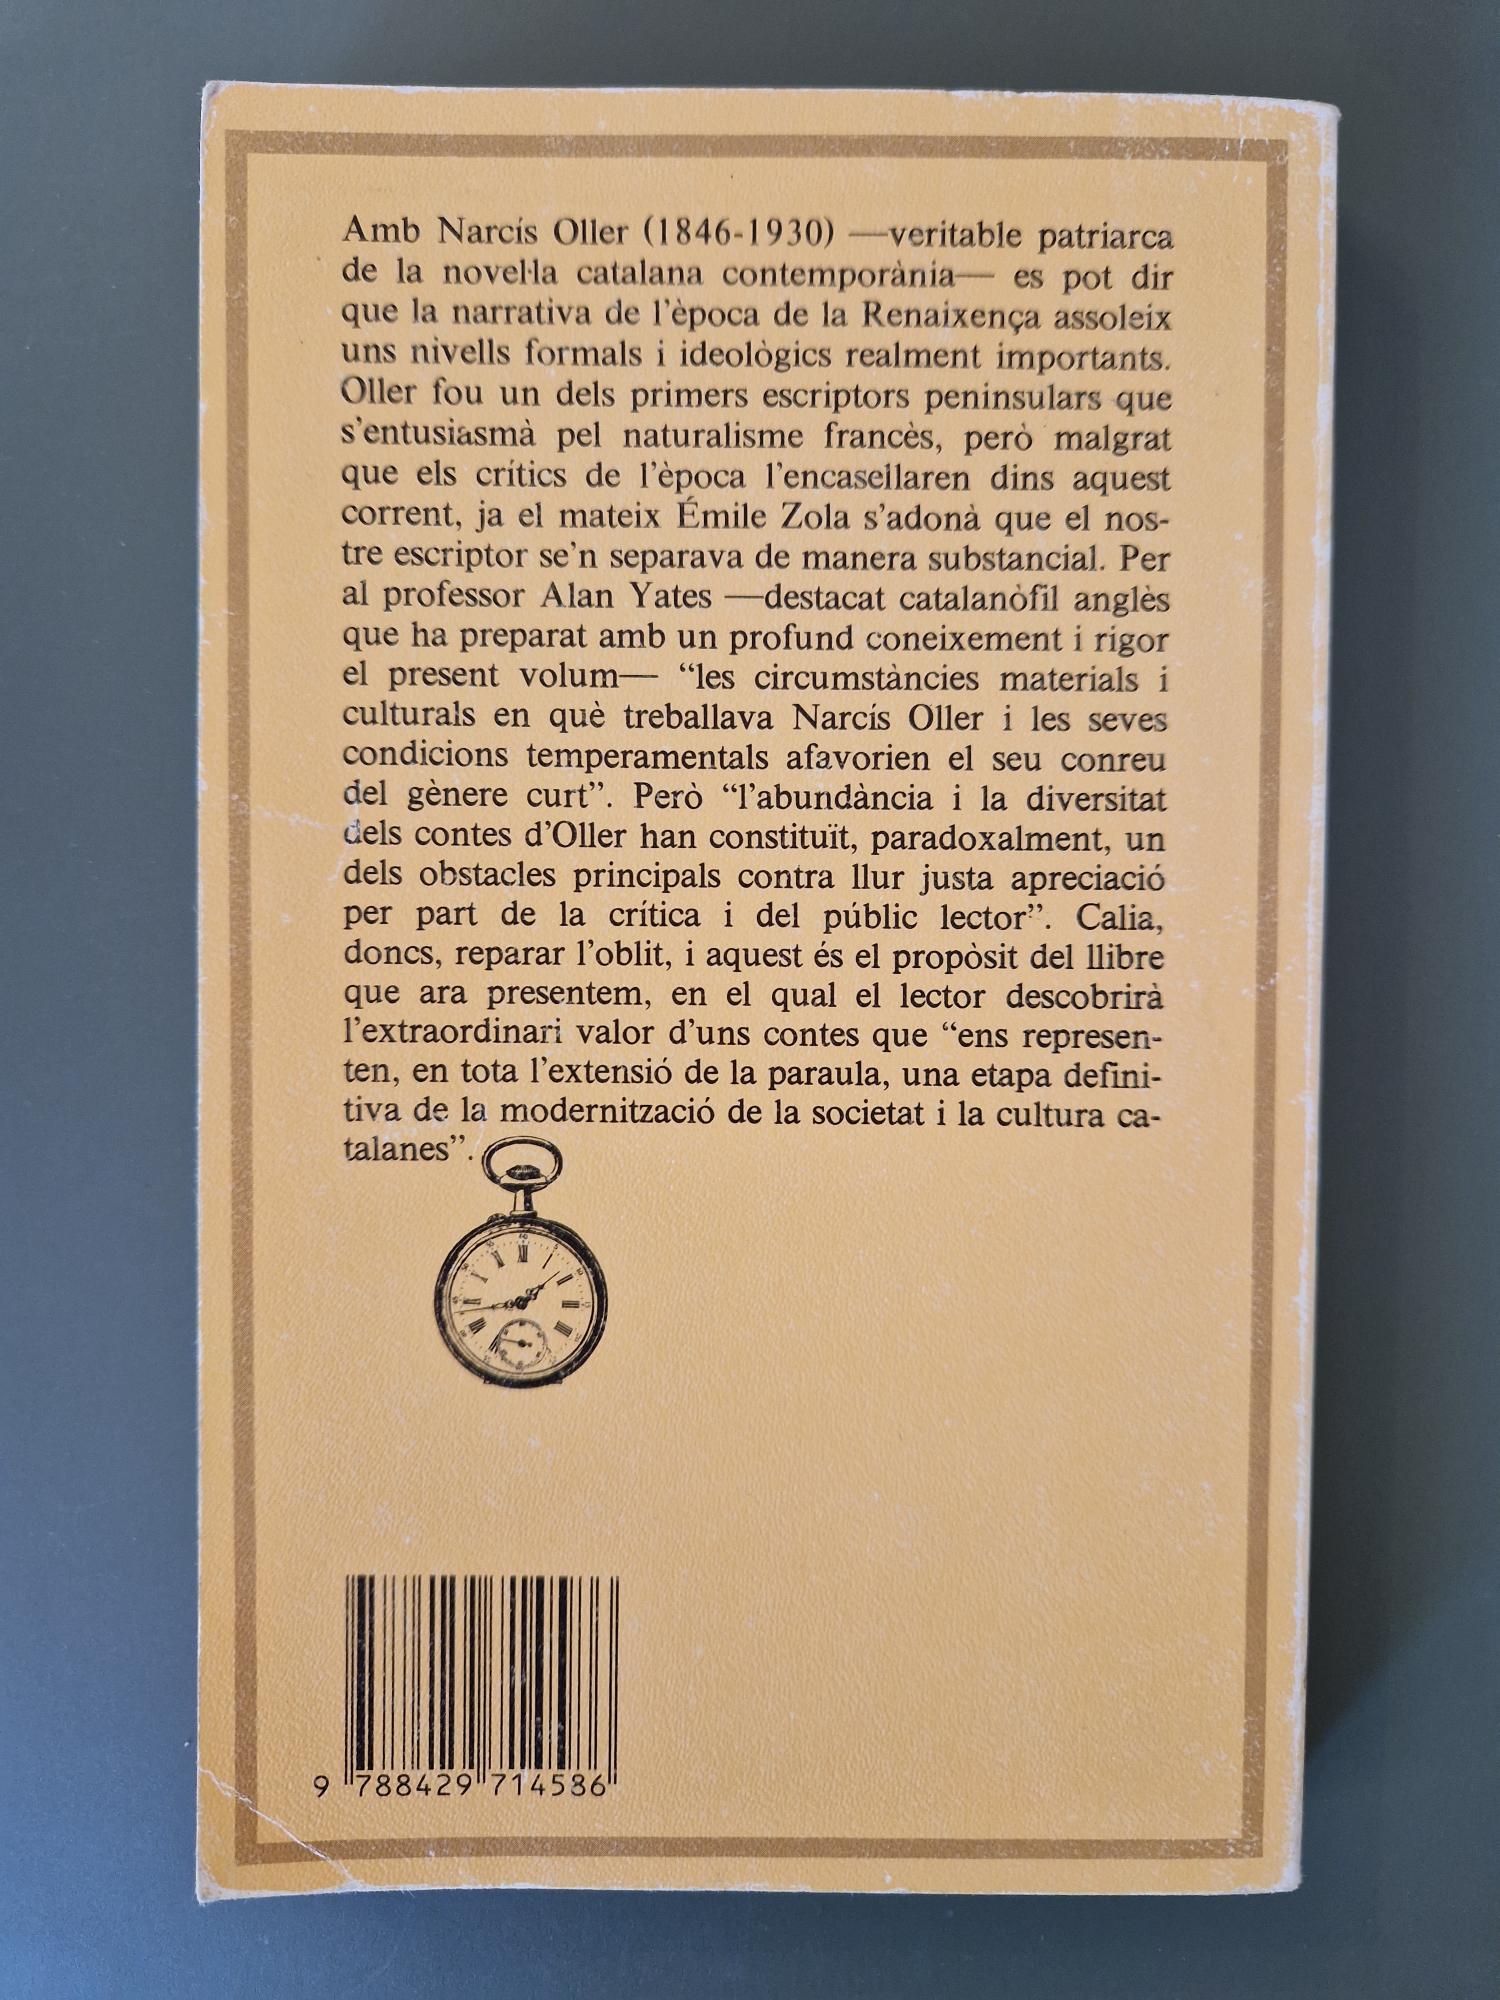 Amb Narcís Oller (1846-1930) —veritable patriarca
de la novel·la catalana contemporània— es pot dir
que la narrativa de l'època de la Renaixença assoleix
uns nivells formals i ideològics realment importants.
Oller fou un dels primers escriptors peninsulars que
s'entusiasmà pel naturalisme francès, però malgrat
que els crítics de l'època l'encasellaren dins aquest
corrent, ja el mateix Émile Zola s'adonà que el nos-
tre escriptor se'n separava de manera substancial. Per
al professor Alan Yates —destacat catalanòfil anglès
que ha preparat amb un profund coneixement i rigor
el present volum— “les circumstàncies materials i
culturals en què treballava Narcís Oller i les seves
condicions temperamentals afavorien el seu conreu
del gènere curt”. Però “l'abundància i la diversitat
dels contes d'Oller han constituït, paradoxalment, un
dels obstacles principals contra llur justa apreciació
per part de la crítica i del públic lector”. Calia,
doncs, reparar l'oblit, i aquest és el propòsit del llibre
que ara presentem, en el qual el lector descobrirà
l'extraordinari valor d'uns contes que “ens represen-
ten, en tota l'extensió de la paraula, una etapa defini-
tiva de la modernització de la societat i la cultura ca-
talanes”.
9 788429 714586